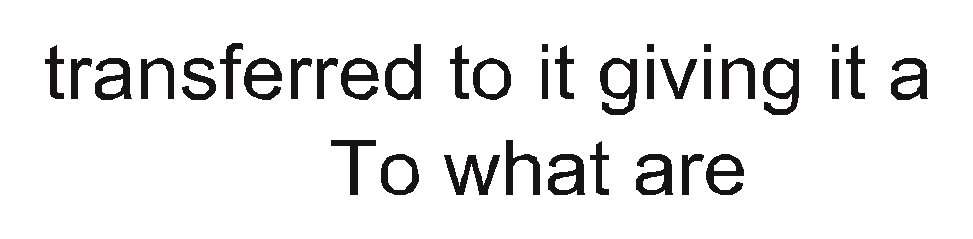 transferred to it giving it a
To what are